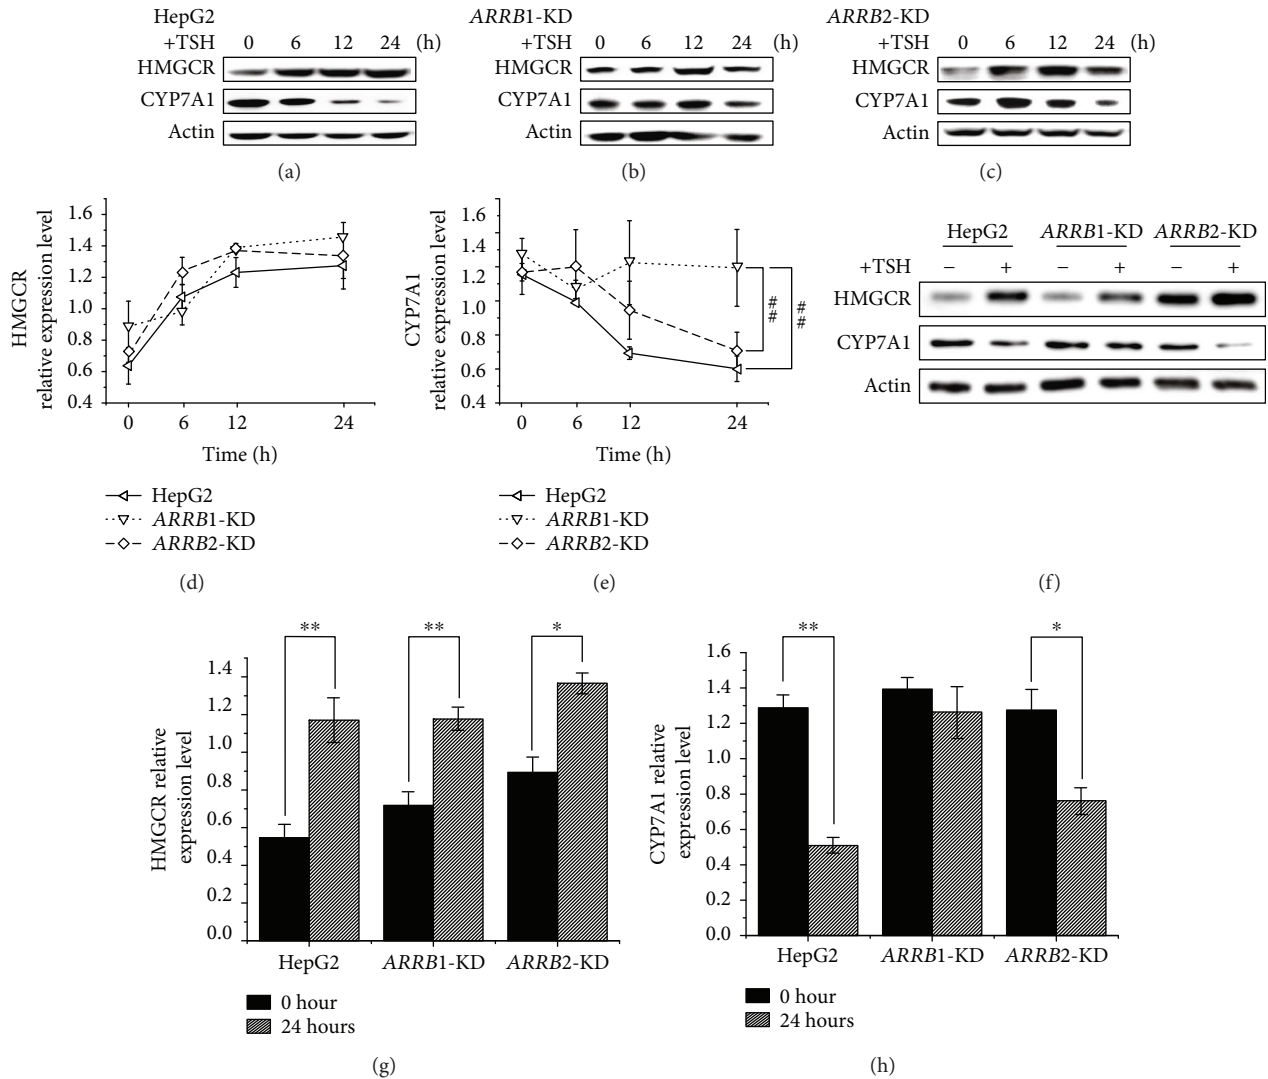 HepG2
+TSH 0 6 12 24 (h)
HMGCR
CYP7A1
Actin
(a)
ARRB1-KD
+TSH 0 6 12 24 (h)
HMGCR
CYP7A1
Actin
(b)
ARRB2-KD
+TSH 0 6 12 24 (h)
HMGCR
CYP7A1
Actin
(c)
HMGCR
relative expression level
1.6
1.4
1.2
1.0
0.8
0.6
0.4
0 6 12 24
Time (h)
HepG2
ARRB1-KD
ARRB2-KD
(d)
CYP7A1
relative expression level
1.6
1.4
1.2
1.0
0.8
0.6
0.4
##
##
0 6 12 24
Time (h)
HepG2
ARRB1-KD
ARRB2-KD
(e)
HepG2 ARRB1-KD ARRB2-KD
+TSH − + − + − +
HMGCR
CYP7A1
Actin
(f)
HMGCR relative
expression level
** ** *
1.4
1.2
1.0
0.8
0.6
0.4
0.2
0.0
HepG2 ARRB1-KD ARRB2-KD
0 hour
24 hours
(g)
CYP7A1 relative
expression level
** *
1.6
1.4
1.2
1.0
0.8
0.6
0.4
0.2
0.0
HepG2 ARRB1-KD ARRB2-KD
0 hour
24 hours
(h)